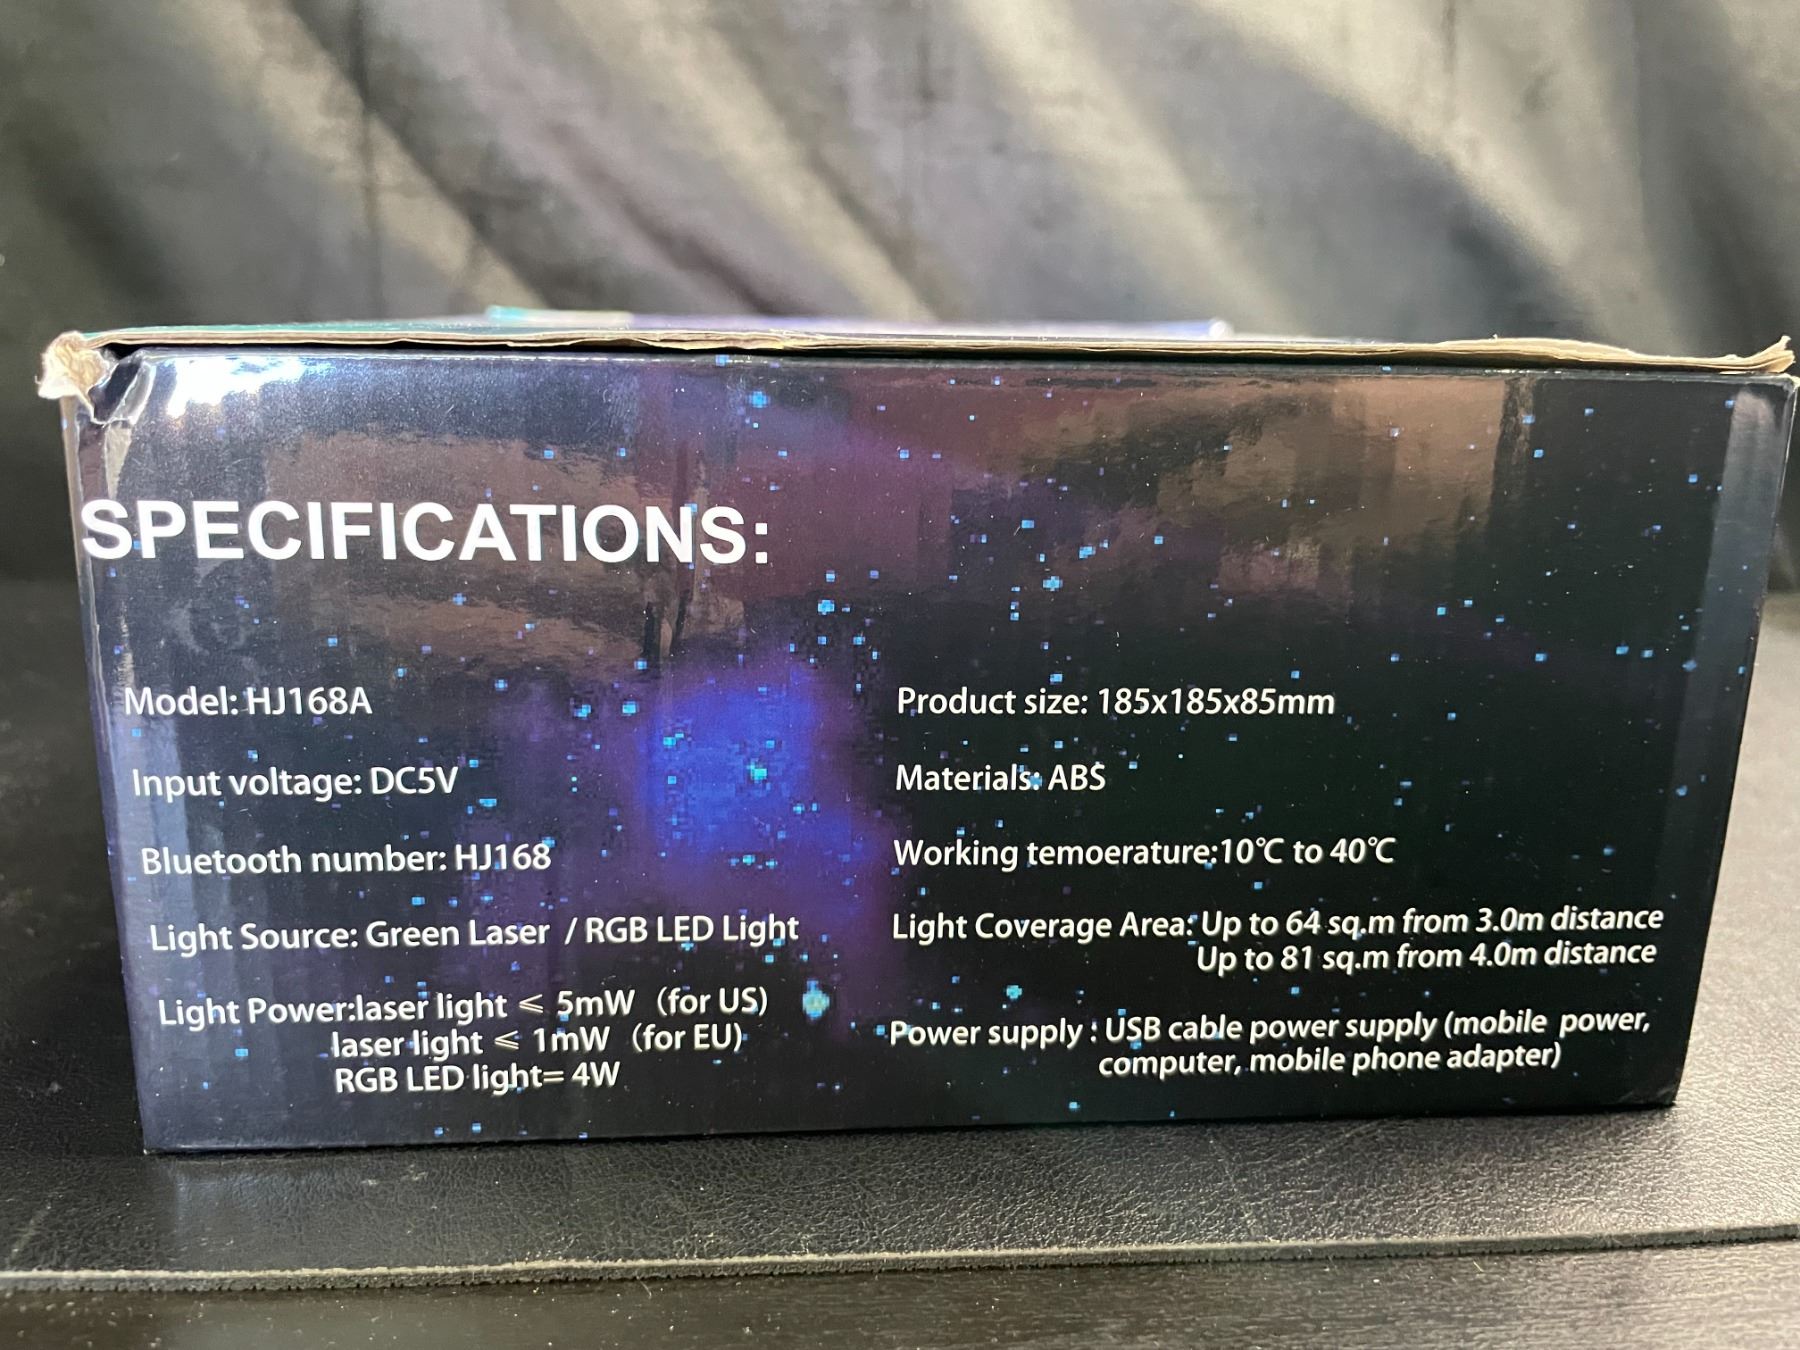 SPECIFICATIONS:
Model: HJ168A
Input voltage: DC5V
Bluetooth number: HJ168
Light Source: Green Laser / RGB LED Light
Light Power:laser light ⩽ 5mW (for US)
laser light ⩽ 1mW (for EU)
RGB LED light= 4W
Product size: 185x185x85mm
Materials: ABS
Working temoerature:10℃ to 40℃
Light Coverage Area: Up to 64 sq.m from 3.0m distance
Up to 81 sq.m from 4.0m distance
Power supply : USB cable power supply (mobile power,
computer, mobile phone adapter)